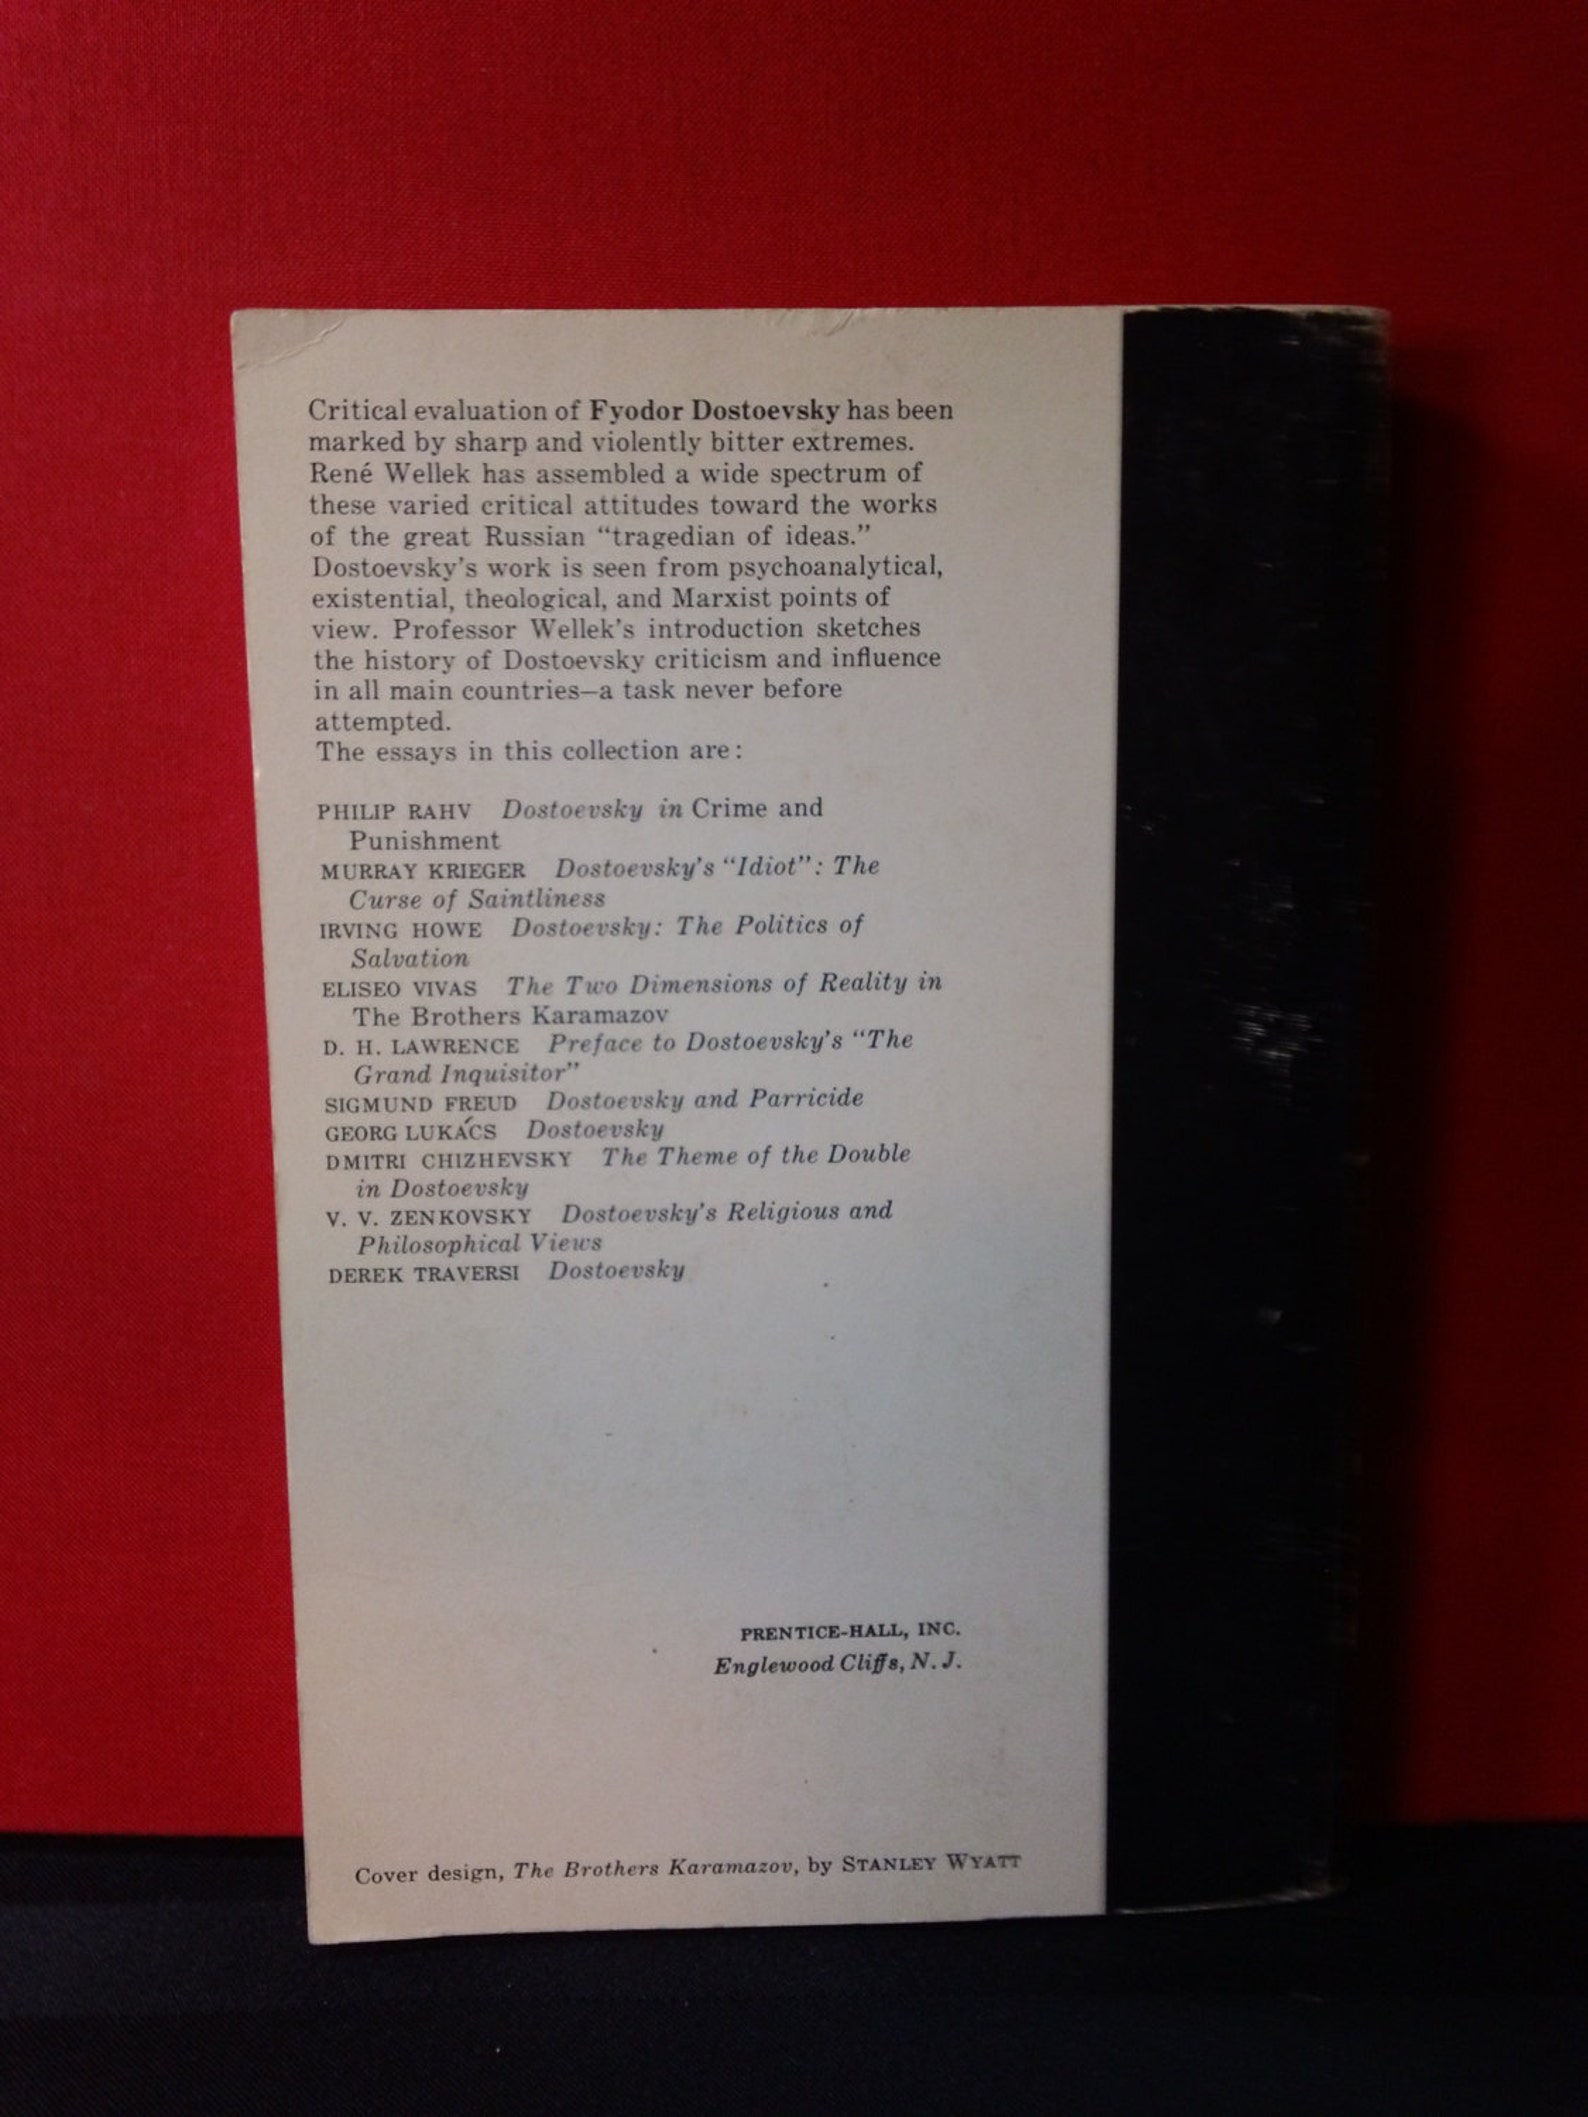 Critical evaluation of Fyodor Dostoevsky has been
marked by sharp and violently bitter extremes.
René Wellek has assembled a wide spectrum of
these varied critical attitudes toward the works
of the great Russian “tragedian of ideas.”
Dostoevsky's work is seen from psychoanalytical,
existential, theological, and Marxist points of
view. Professor Wellek's introduction sketches
the history of Dostoevsky criticism and influence
in all main countries—a task never before
attempted.
The essays in this collection are:
PHILIP RAHV Dostoevsky in Crime and
Punishment
MURRAY KRIEGER Dostoevsky's “Idiot”: The
Curse of Saintliness
IRVING HOWE Dostoevsky: The Politics of
Salvation
ELISEO VIVAS The Two Dimensions of Reality in
The Brothers Karamazov
D. H. LAWRENCE Preface to Dostoevsky's “The
Grand Inquisitor”
SIGMUND FREUD Dostoevsky and Parricide
GEORG LUKÁCS Dostoevsky
DMITRI CHIZHEVSKY The Theme of the Double
in Dostoevsky
V. V. ZENKOVSKY Dostoevsky's Religious and
Philosophical Views
DEREK TRAVERSI Dostoevsky
PRENTICE-HALL, INC.
Englewood Cliffs, N. J.
Cover design, The Brothers Karamazov, by STANLEY WYATT